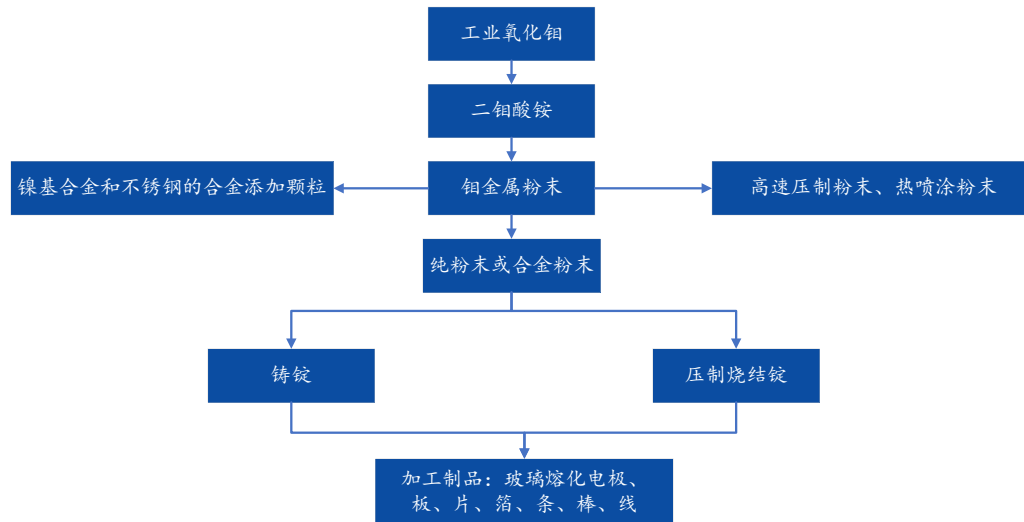 工业氧化钼
二钼酸铵
镍基合金和不锈钢的合金添加颗粒
钼金属粉末
高速压制粉末、热喷涂粉末
纯粉末或合金粉末
铸锭
压制烧结锭
加工制品：玻璃熔化电极、
板、片、箔、条、棒、线